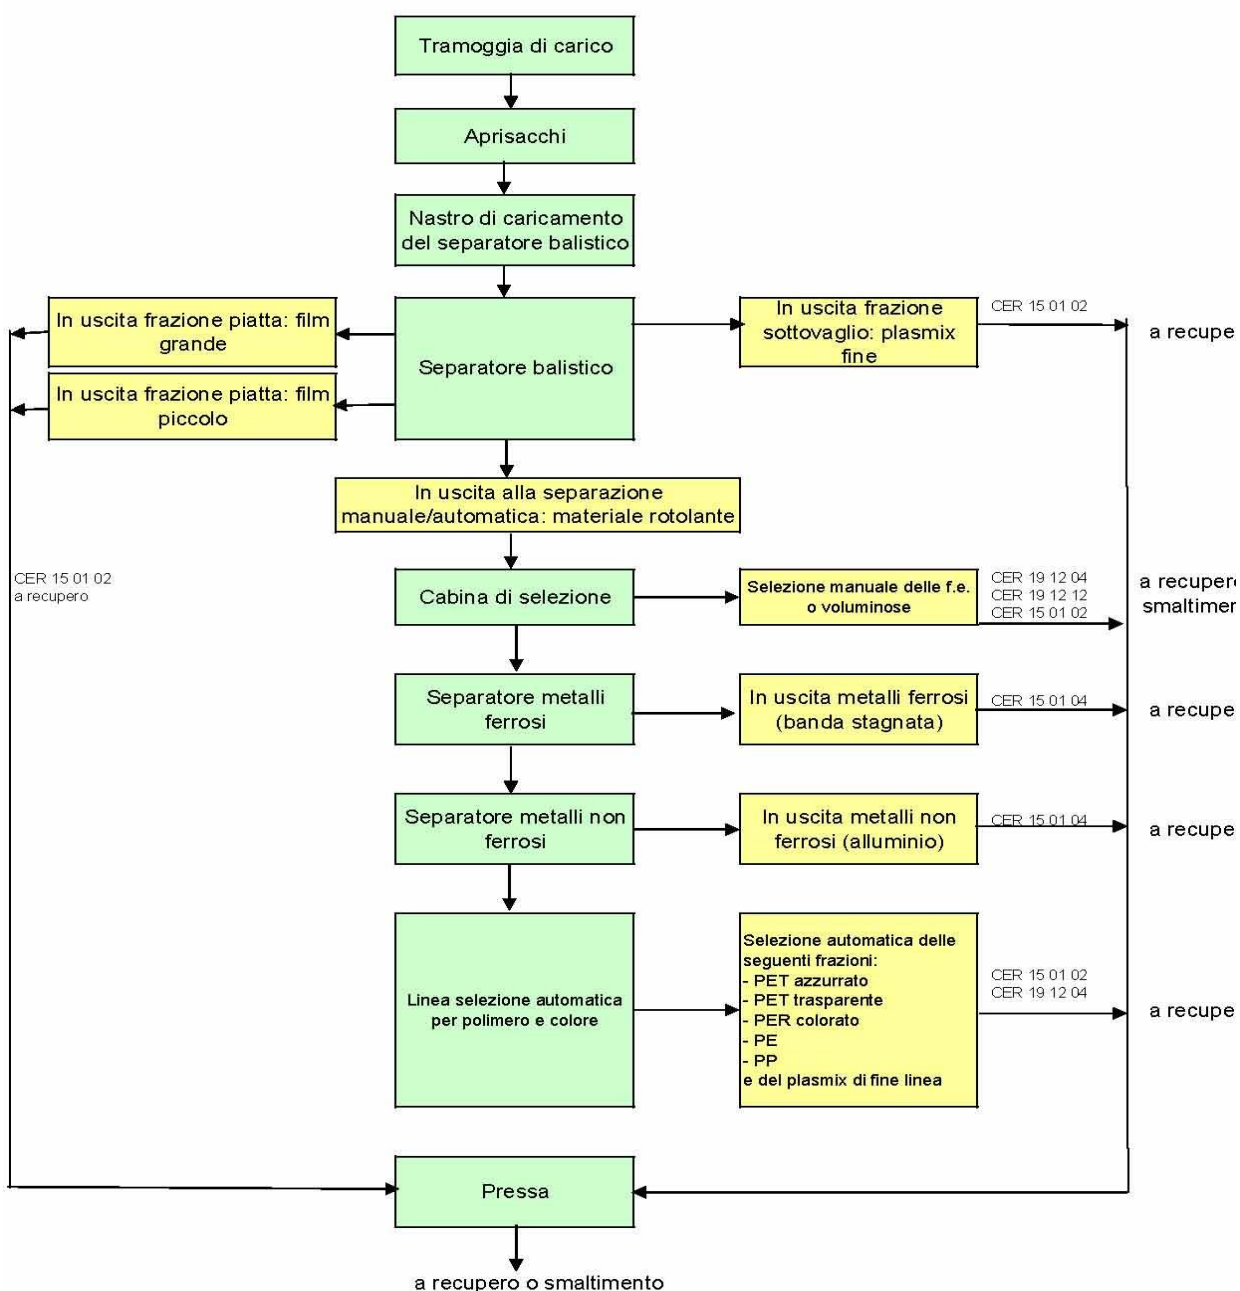 Tramoggia di carico
Aprisacchi
Nastro di caricamento
del separatore balistico
In uscita frazione piatta: film
grande
In uscita frazione piatta: film
piccolo
Separatore balistico
In uscita frazione
sottovaglio: plasmix
fine
CER 15 01 02
a recupe
In uscita alla separazione
manuale/automatica: materiale rotolante
CER 15 01 02
a recupero
Cabina di selezione
Selezione manuale delle f.e.
o voluminose
CER 19 12 04
CER 19 12 12
CER 15 01 02
a recupero
smaltimer
Separatore metalli
ferrosi
In uscita metalli ferrosi
(banda stagnata)
CER 15 01 04
a recupe
Separatore metalli non
ferrosi
In uscita metalli non
ferrosi (alluminio)
CER 15 01 04
a recupe
Linea selezione automatica
per polimero e colore
Selezione automatica delle
seguenti frazioni:
- PET azzurrato
- PET trasparente
- PER colorato
- PE
- PP
e del plasmix di fine linea
CER 15 01 02
CER 19 12 04
a recupe
Pressa
a recupero o smaltimento